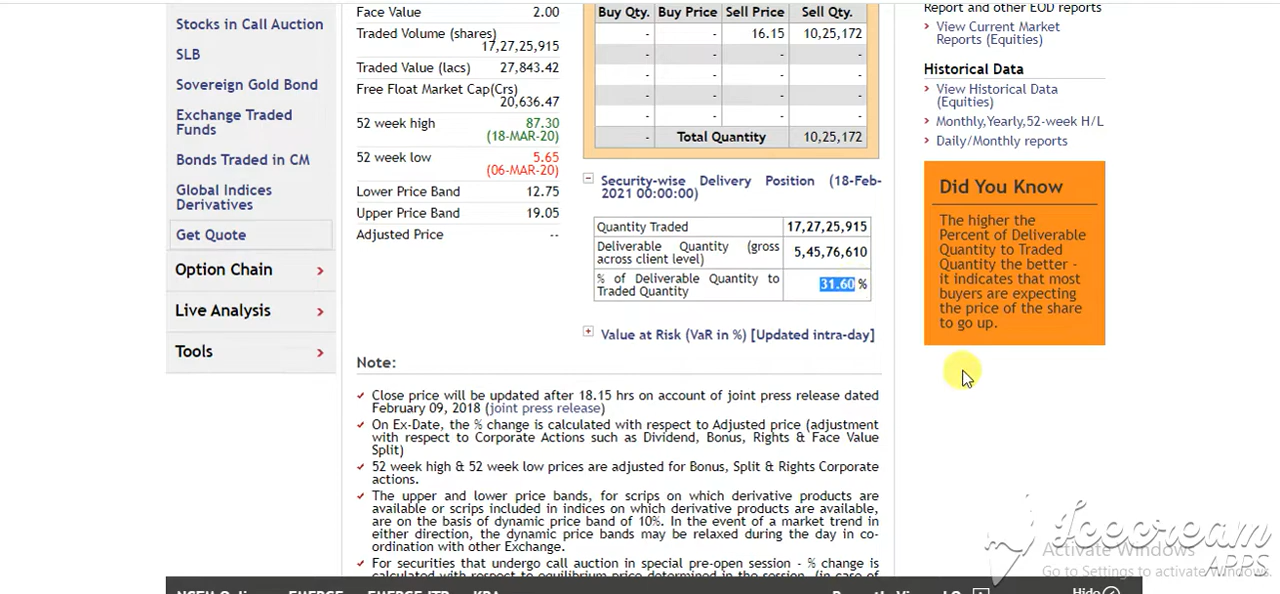 Stocks in Call Auction
SLB
Sovereign Gold Bond
Exchange Traded
Funds
Bonds Traded in CM
Global Indices
Derivatives
Get Quote
Option Chain
Live Analysis
Tools
Face Value 2.00
Traded Volume (shares)
17,27,25,915
Traded Value (lacs) 27,843.42
Free Float Market Cap(Crs)
20,636.47
52 week high 87.30
(18-MAR-20)
52 week low 5.65
(06-MAR-20)
Lower Price Band 12.75
Upper Price Band 19.05
Adjusted Price --
Buy Qty. Buy Price Sell Price Sell Qty.
- - 16.15 10,25,172
- - - -
- - - -
- - - -
- - - -
- Total Quantity 10,25,172
Security-wise Delivery Position (18-Feb-
2021 00:00:00)
Quantity Traded 17,27,25,915
Deliverable Quantity (gross
across client level) 5,45,76,610
% of Deliverable Quantity to
Traded Quantity 31.60 %
Value at Risk (VaR in %) [Updated intra-day]
Note:
Close price will be updated after 18.15 hrs on account of joint press release dated
February 09, 2018 (joint press release)
On Ex-Date, the % change is calculated with respect to Adjusted price (adjustment
with respect to Corporate Actions such as Dividend, Bonus, Rights & Face Value
Split)
52 week high & 52 week low prices are adjusted for Bonus, Split & Rights Corporate
actions.
The upper and lower price bands, for scrips on which derivative products are
available or scrips included in indices on which derivative products are available,
are on the basis of dynamic price band of 10%. In the event of a market trend in
either direction, the dynamic price bands may be relaxed during the day in co-
ordination with other Exchange.
For securities that undergo call auction in special pre-open session - % change is
calculated with respect to equilibrium price determined in the session. (in case of
Report and other EOD reports
View Current Market
Reports (Equities)
Historical Data
View Historical Data
(Equities)
Monthly,Yearly,52-week H/L
Daily/Monthly reports
Did You Know
The higher the
Percent of Deliverable
Quantity to Traded
Quantity the better -
it indicates that most
buyers are expecting
the price of the share
to go up.
Icecream
APPS
Activate Windows
Go to Settings to activate Windows.
Hide